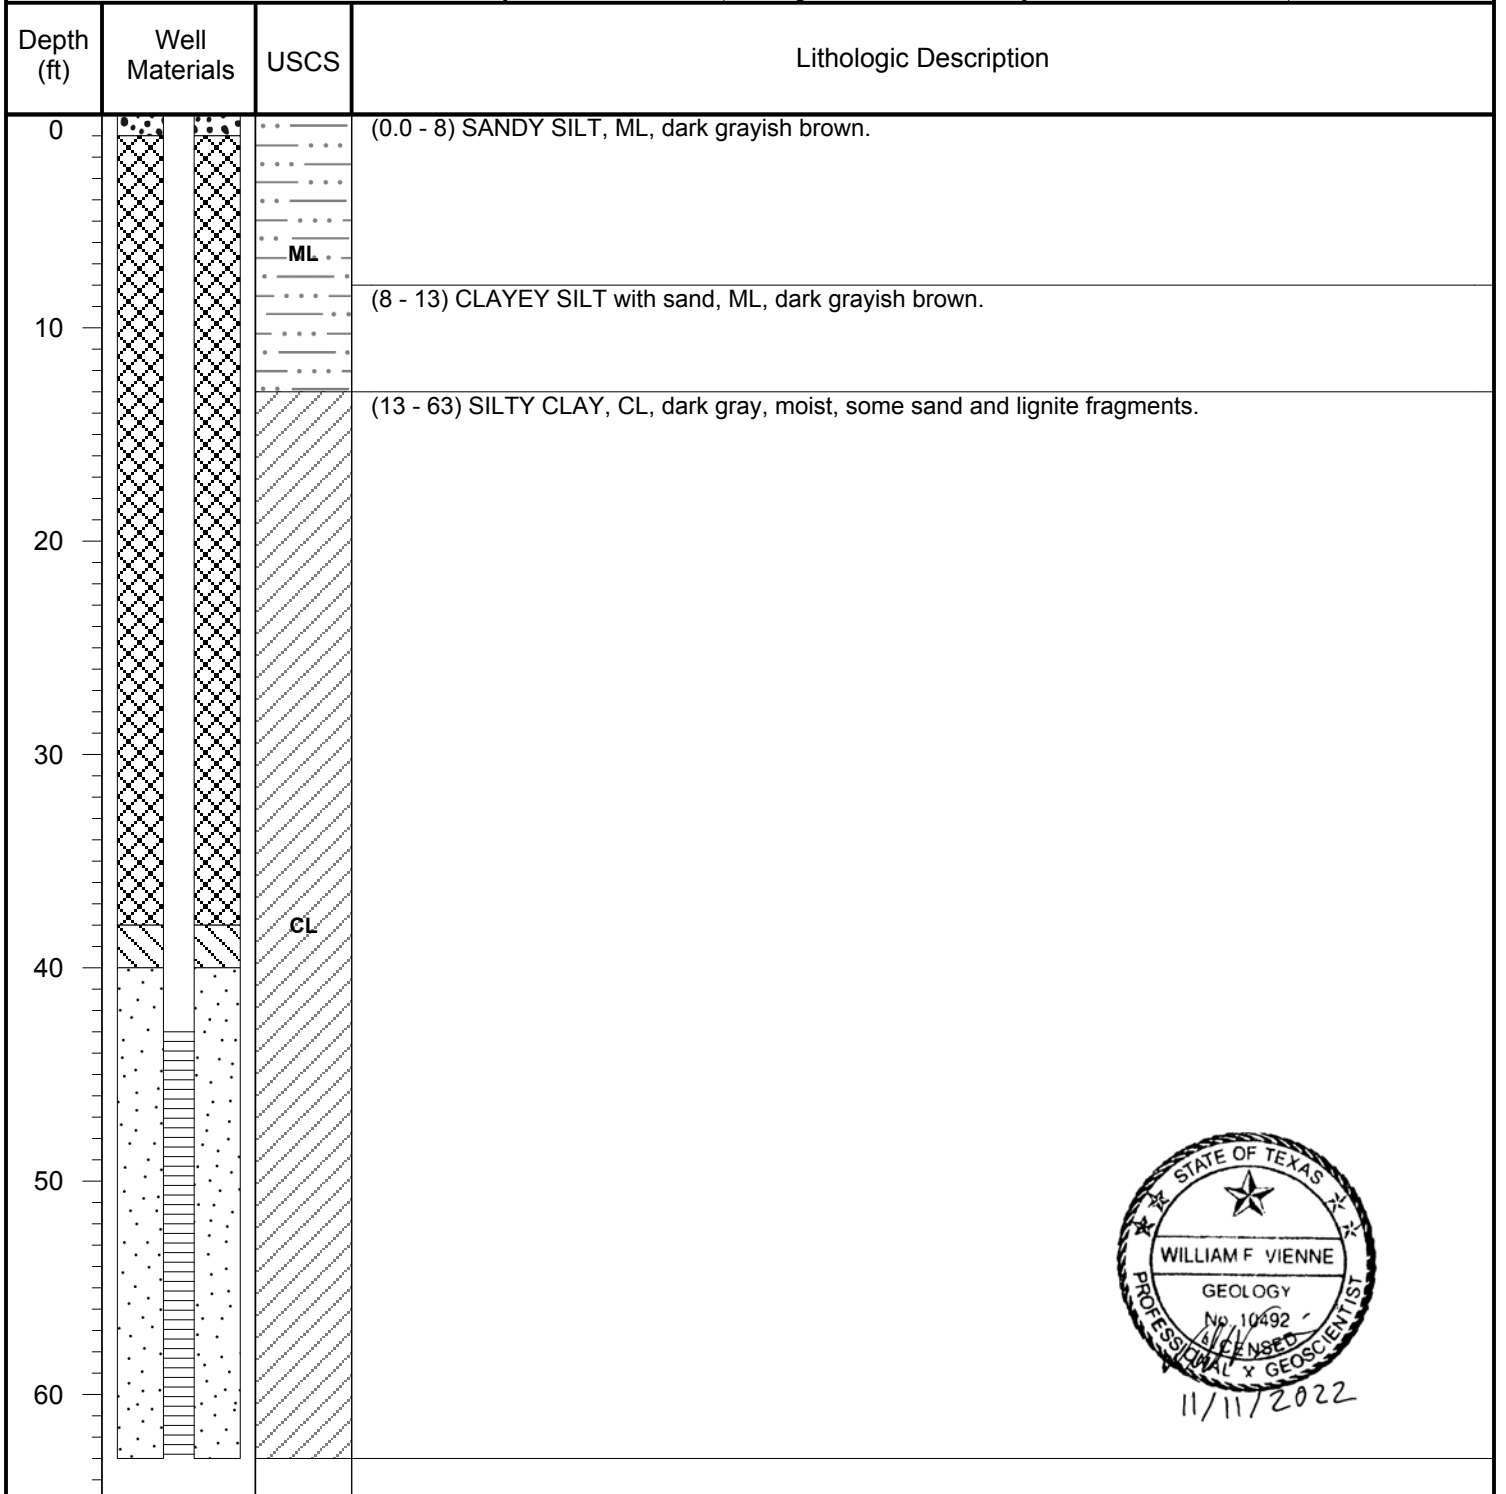 Depth
(ft)
Well
Materials
USCS
Lithologic Description
0
(0.0 - 8) SANDY SILT, ML, dark grayish brown.
ML
(8 - 13) CLAYEY SILT with sand, ML, dark grayish brown.
10
(13 - 63) SILTY CLAY, CL, dark gray, moist, some sand and lignite fragments.
20
30
CL
40
50
60
STATE OF TEXAS
WILLIAM F VIENNE
GEOLOGY
No. 10492
LICENSED
PROFESSIONAL GEOSCIENTIST
11/11/2022